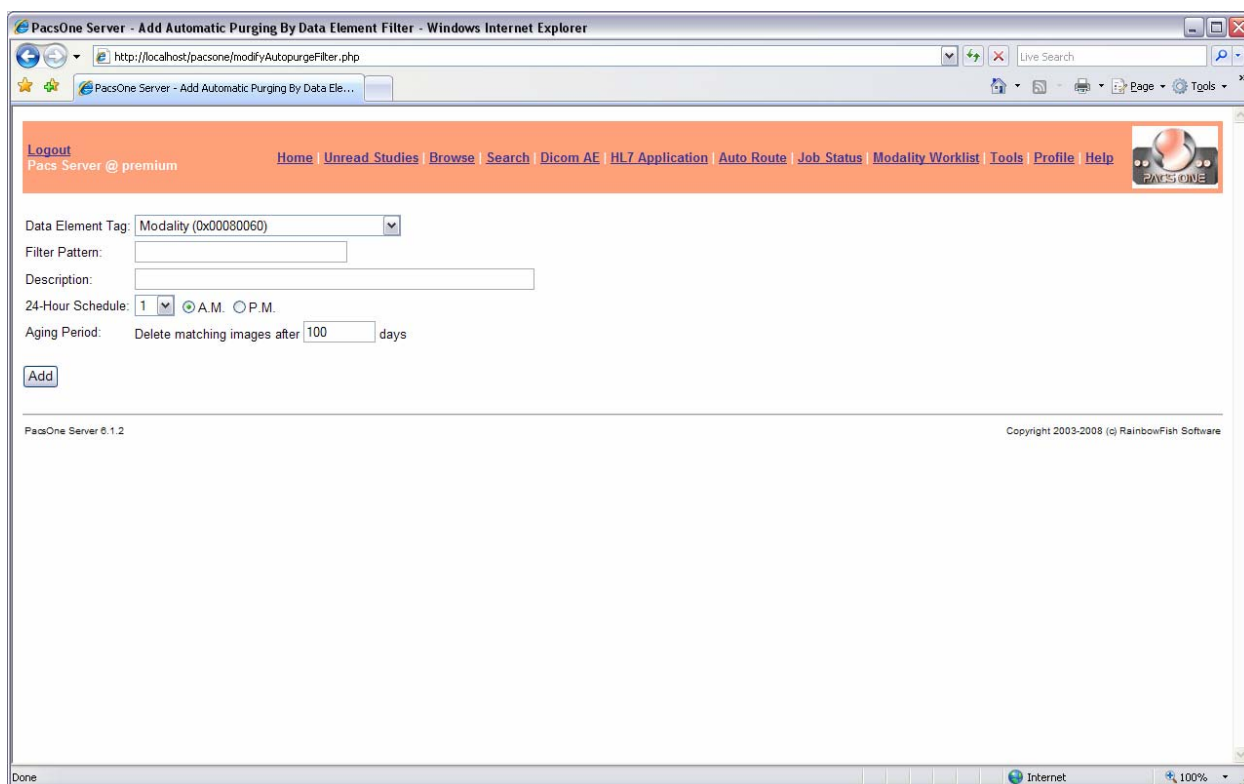 PacsOne Server - Add Automatic Purging By Data Element Filter - Windows Internet Explorer
http://localhost/pacsone/modifyAutopurgeFilter.php
Live Search
PacsOne Server - Add Automatic Purging By Data Ele...
Page
Tools
Logout
Pacs Server @ premium
Home | Unread Studies | Browse | Search | Dicom AE | HL7 Application | Auto Route | Job Status | Modality Worklist | Tools | Profile | Help
PACS ONE
Data Element Tag: Modality (0x00080060)
Filter Pattern:
Description:
24-Hour Schedule: 1 A.M. P.M.
Aging Period: Delete matching images after 100 days
Add
PacsOne Server 6.1.2 Copyright 2003-2008 (c) RainbowFish Software
Done Internet 100%